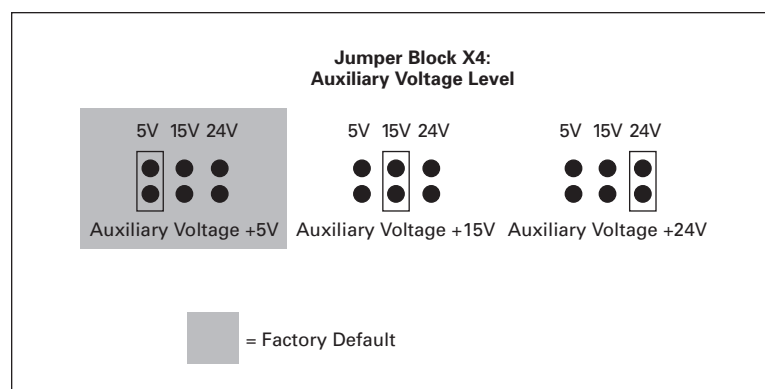 Jumper Block X4:
Auxiliary Voltage Level
5V 15V 24V
Auxiliary Voltage +5V
5V 15V 24V
Auxiliary Voltage +15V
5V 15V 24V
Auxiliary Voltage +24V
= Factory Default